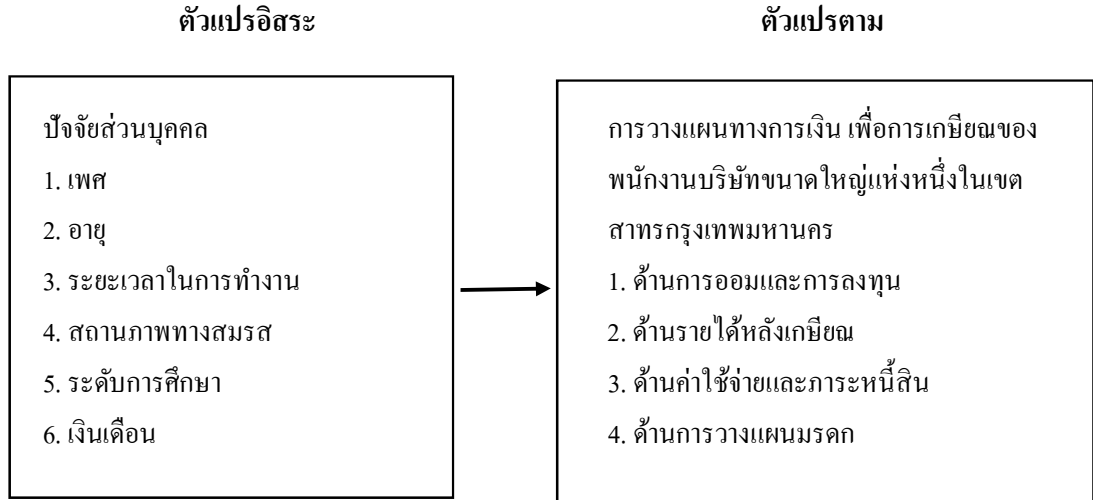 ตัวแปรอิสระ
ตัวแปรตาม
ปัจจัยส่วนบุคคล
1. เพศ
2. อายุ
3. ระยะเวลาในการทำงาน
4. สถานภาพทางสมรส
5. ระดับการศึกษา
6. เงินเดือน
การวางแผนทางการเงิน เพื่อการเกษียณของ
พนักงานบริษัทขนาดใหญ่แห่งหนึ่งในเขต
สาทรกรุงเทพมหานคร
1. ด้านการออมและการลงทุน
2. ด้านรายได้หลังเกษียณ
3. ด้านค่าใช้จ่ายและภาระหนี้สิน
4. ด้านการวางแผนมรดก